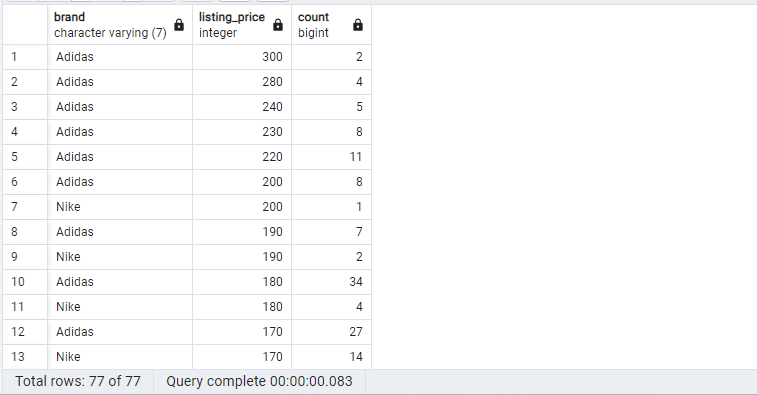 brand listing_price count
character varying (7) integer bigint
1 Adidas 300 2
2 Adidas 280 4
3 Adidas 240 5
4 Adidas 230 8
5 Adidas 220 11
6 Adidas 200 8
7 Nike 200 1
8 Adidas 190 7
9 Nike 190 2
10 Adidas 180 34
11 Nike 180 4
12 Adidas 170 27
13 Nike 170 14
Total rows: 77 of 77 Query complete 00:00:00.083